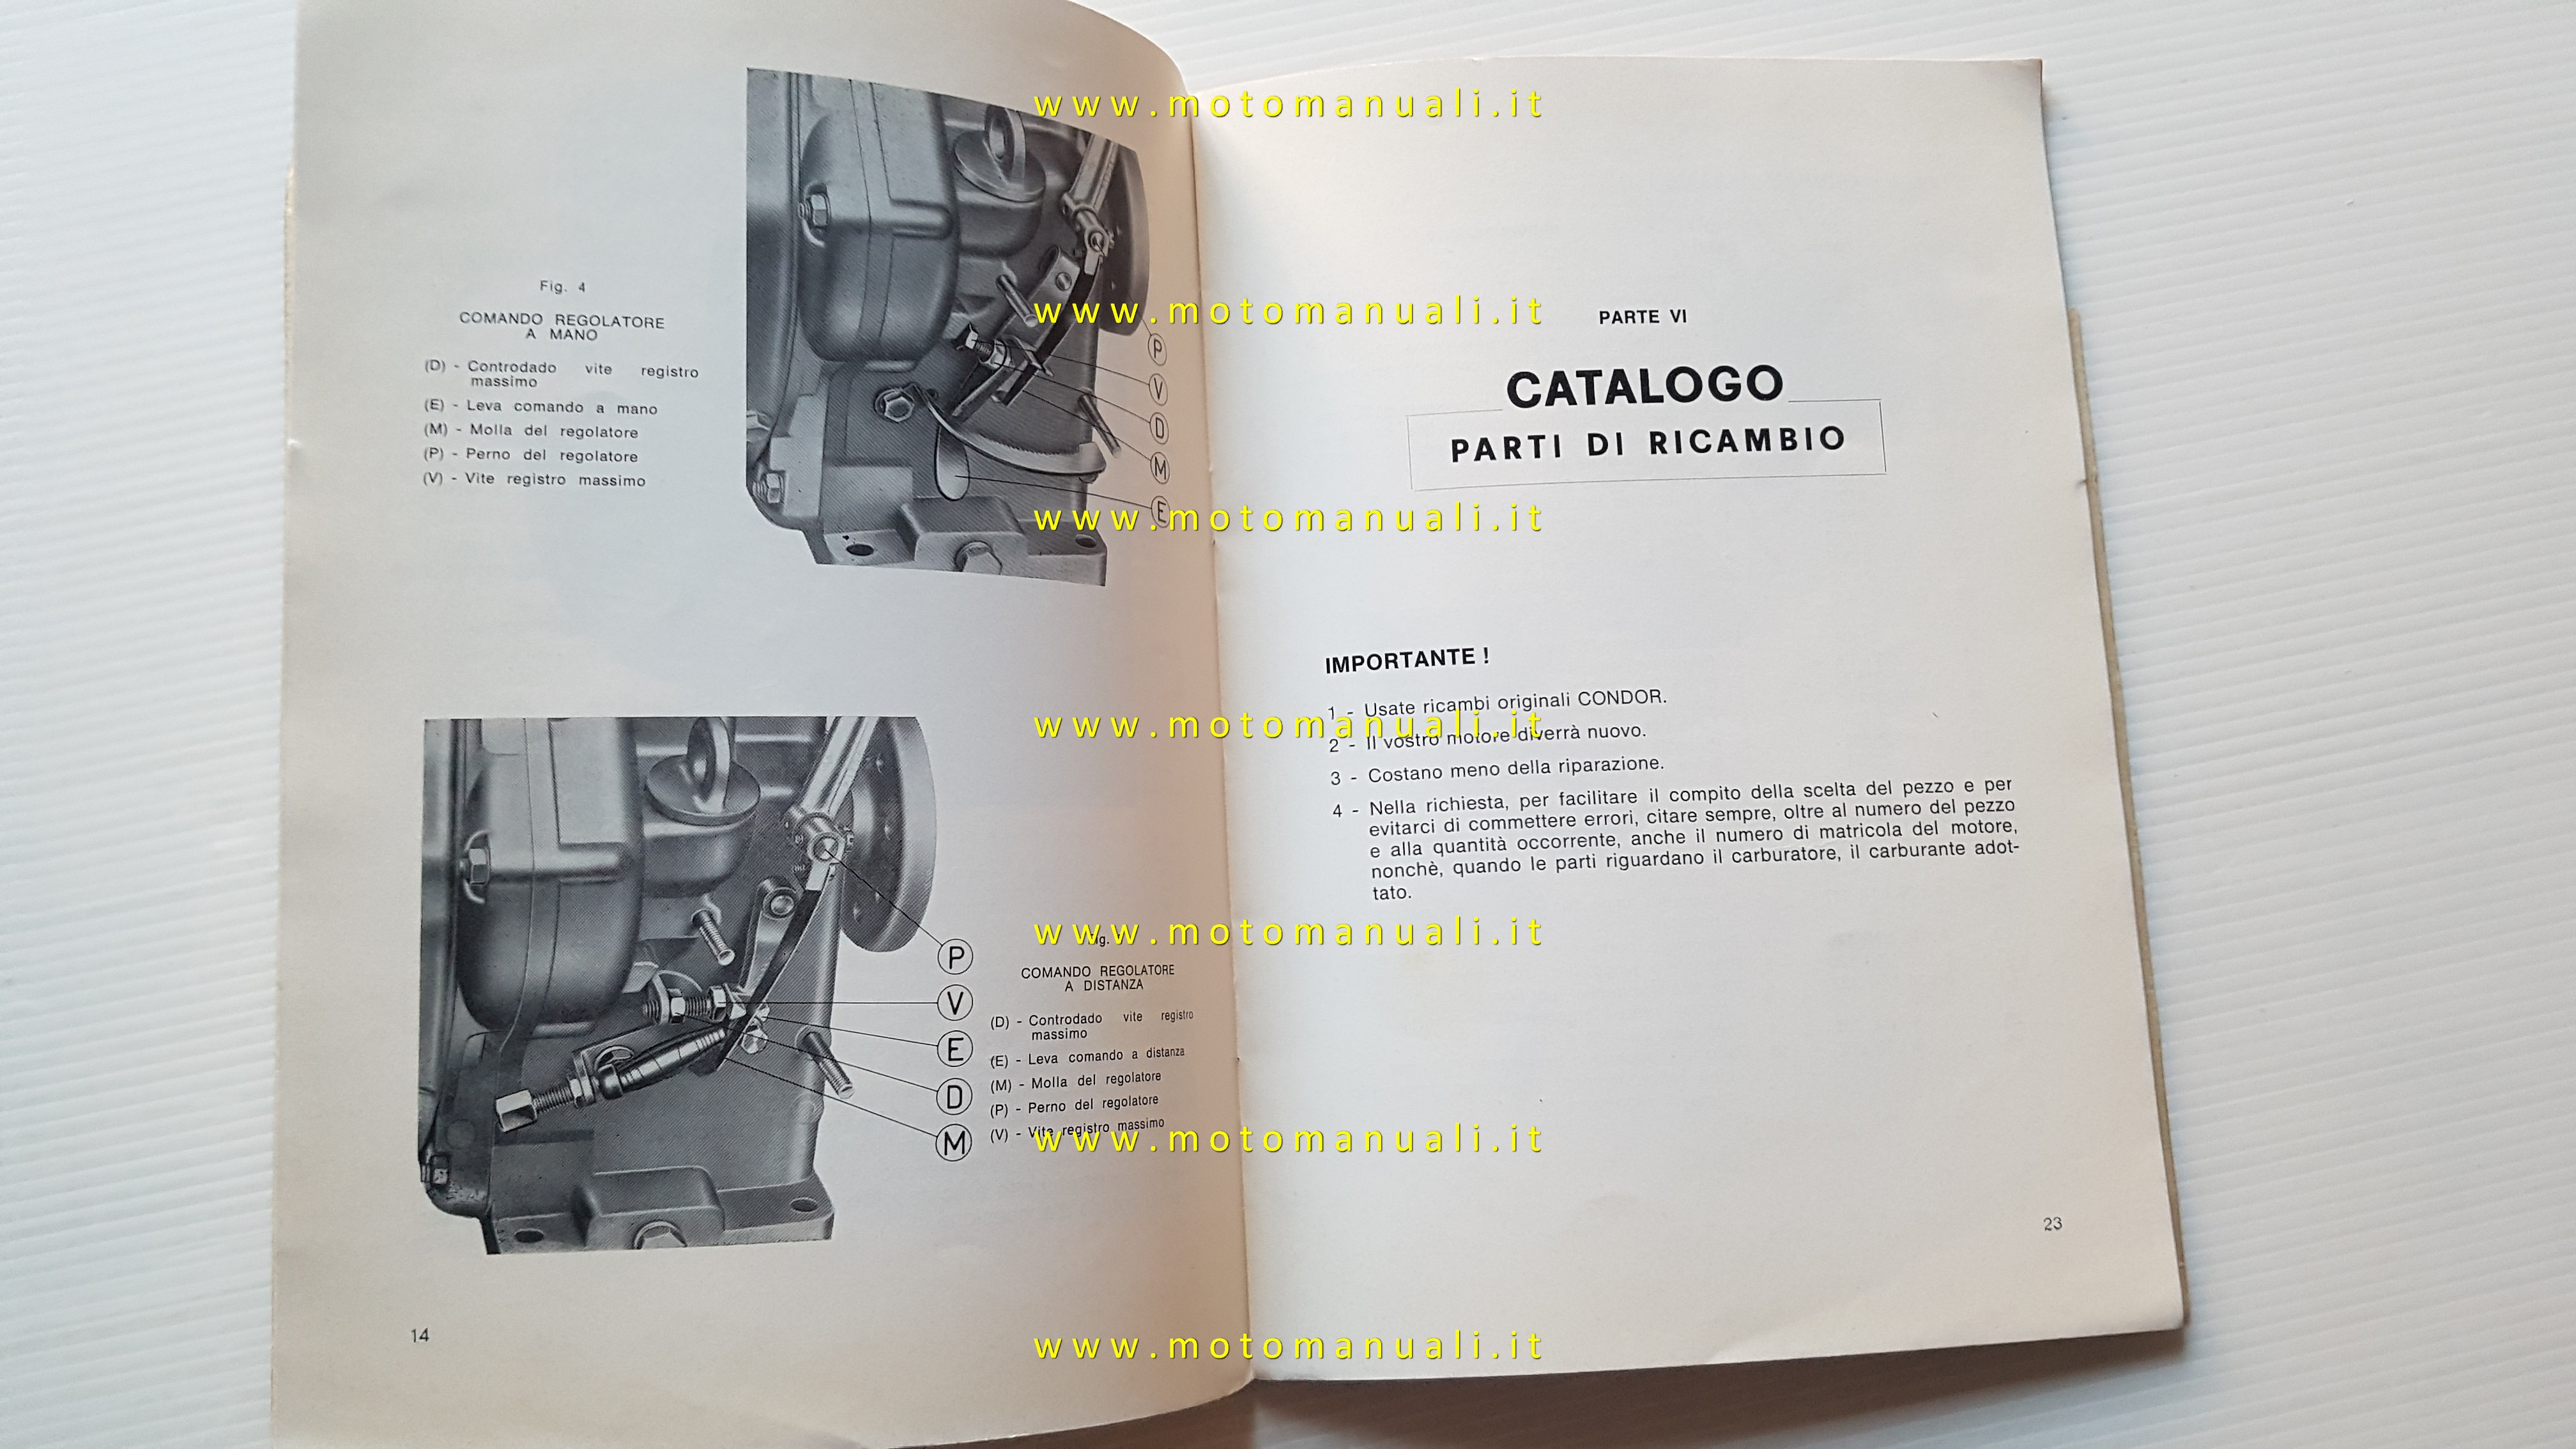 Fig. 4
COMANDO REGOLATORE
A MANO
(D) - Controdado vite registro
massimo
(E) - Leva comando a mano
(M) - Molla del regolatore
(P) - Perno del regolatore
(V) - Vite registro massimo
P
V
D
M
E
P
V
E
D
M
Fig.
COMANDO REGOLATORE
A DISTANZA
(D) - Controdado vite registro
massimo
(E) - Leva comando a distanza
(M) - Molla del regolatore
(P) - Perno del regolatore
(V) - Vite registro massimo
14
PARTE VI
CATALOGO
PARTI DI RICAMBIO
IMPORTANTE !
1 - Usate ricambi originali CONDOR.
2 - Il vostro motore diverrà nuovo.
3 - Costano meno della riparazione.
4 - Nella richiesta, per facilitare il compito della scelta del pezzo e per
evitarci di commettere errori, citare sempre, oltre al numero del pezzo
e alla quantità occorrente, anche il numero di matricola del motore,
nonchè, quando le parti riguardano il carburatore, il carburante adot-
tato.
23
www.motomanuali.it
www.motomanuali.it
www.motomanuali.it
www.motomanuali.it
www.motomanuali.it
www.motomanuali.it
www.motomanuali.it